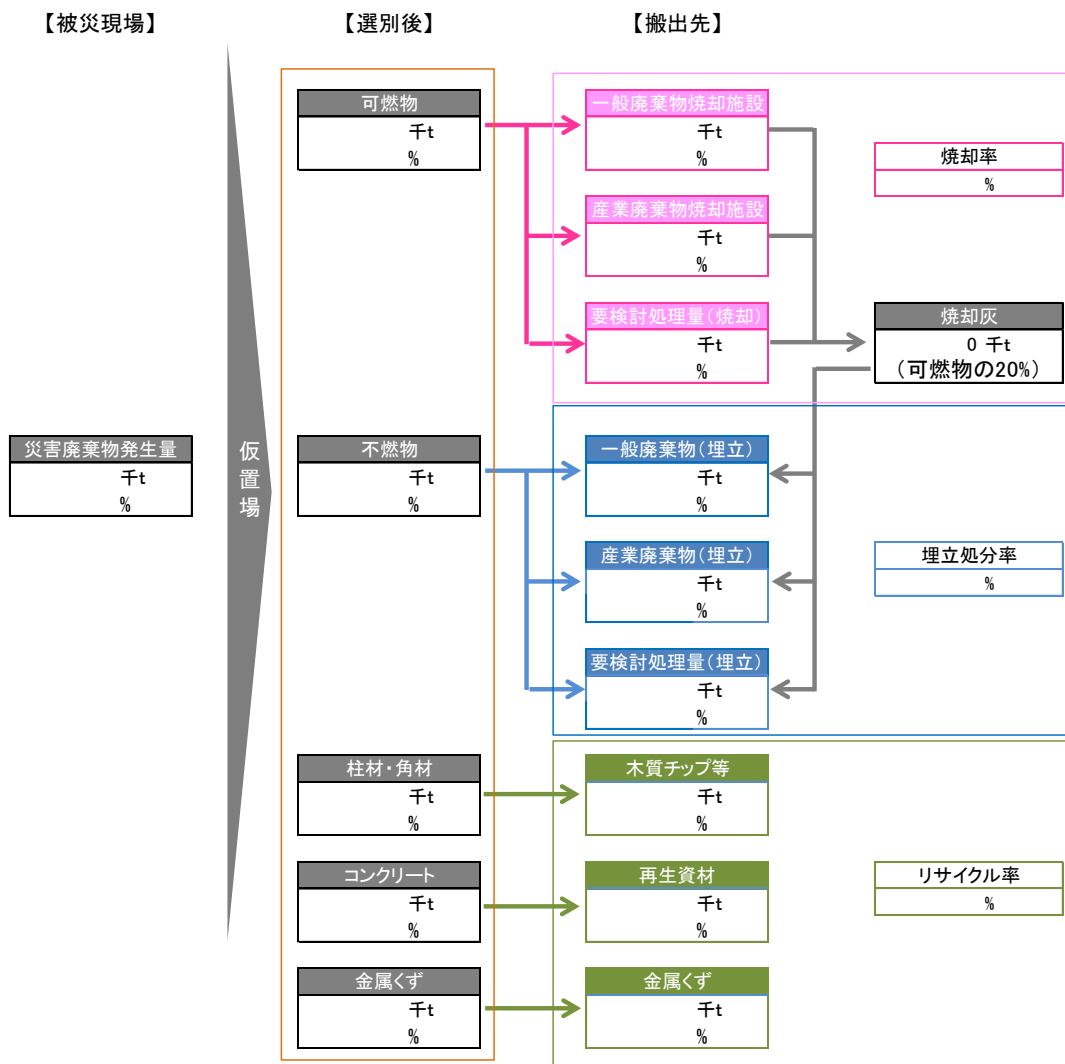 【被災現場】
【選別後】
【搬出先】
災害廃棄物発生量
千t
%
仮置場
可燃物
千t
%
一般廃棄物焼却施設
千t
%
産業廃棄物焼却施設
千t
%
要検討処理量(焼却)
千t
%
焼却率
%
焼却灰
0 千t
(可燃物の20%)
不燃物
千t
%
一般廃棄物(埋立)
千t
%
産業廃棄物(埋立)
千t
%
要検討処理量(埋立)
千t
%
埋立処分率
%
柱材・角材
千t
%
木質チップ等
千t
%
コンクリート
千t
%
再生資材
千t
%
リサイクル率
%
金属くず
千t
%
金属くず
千t
%